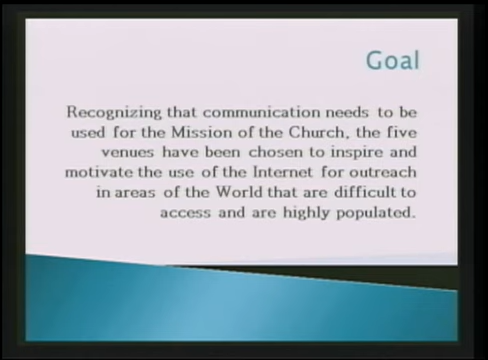 Goal
Recognizing that communication needs to be
used for the Mission of the Church, the five
venues have been chosen to inspire and
motivate the use of the Internet for outreach
in areas of the World that are difficult to
access and are highly populated.